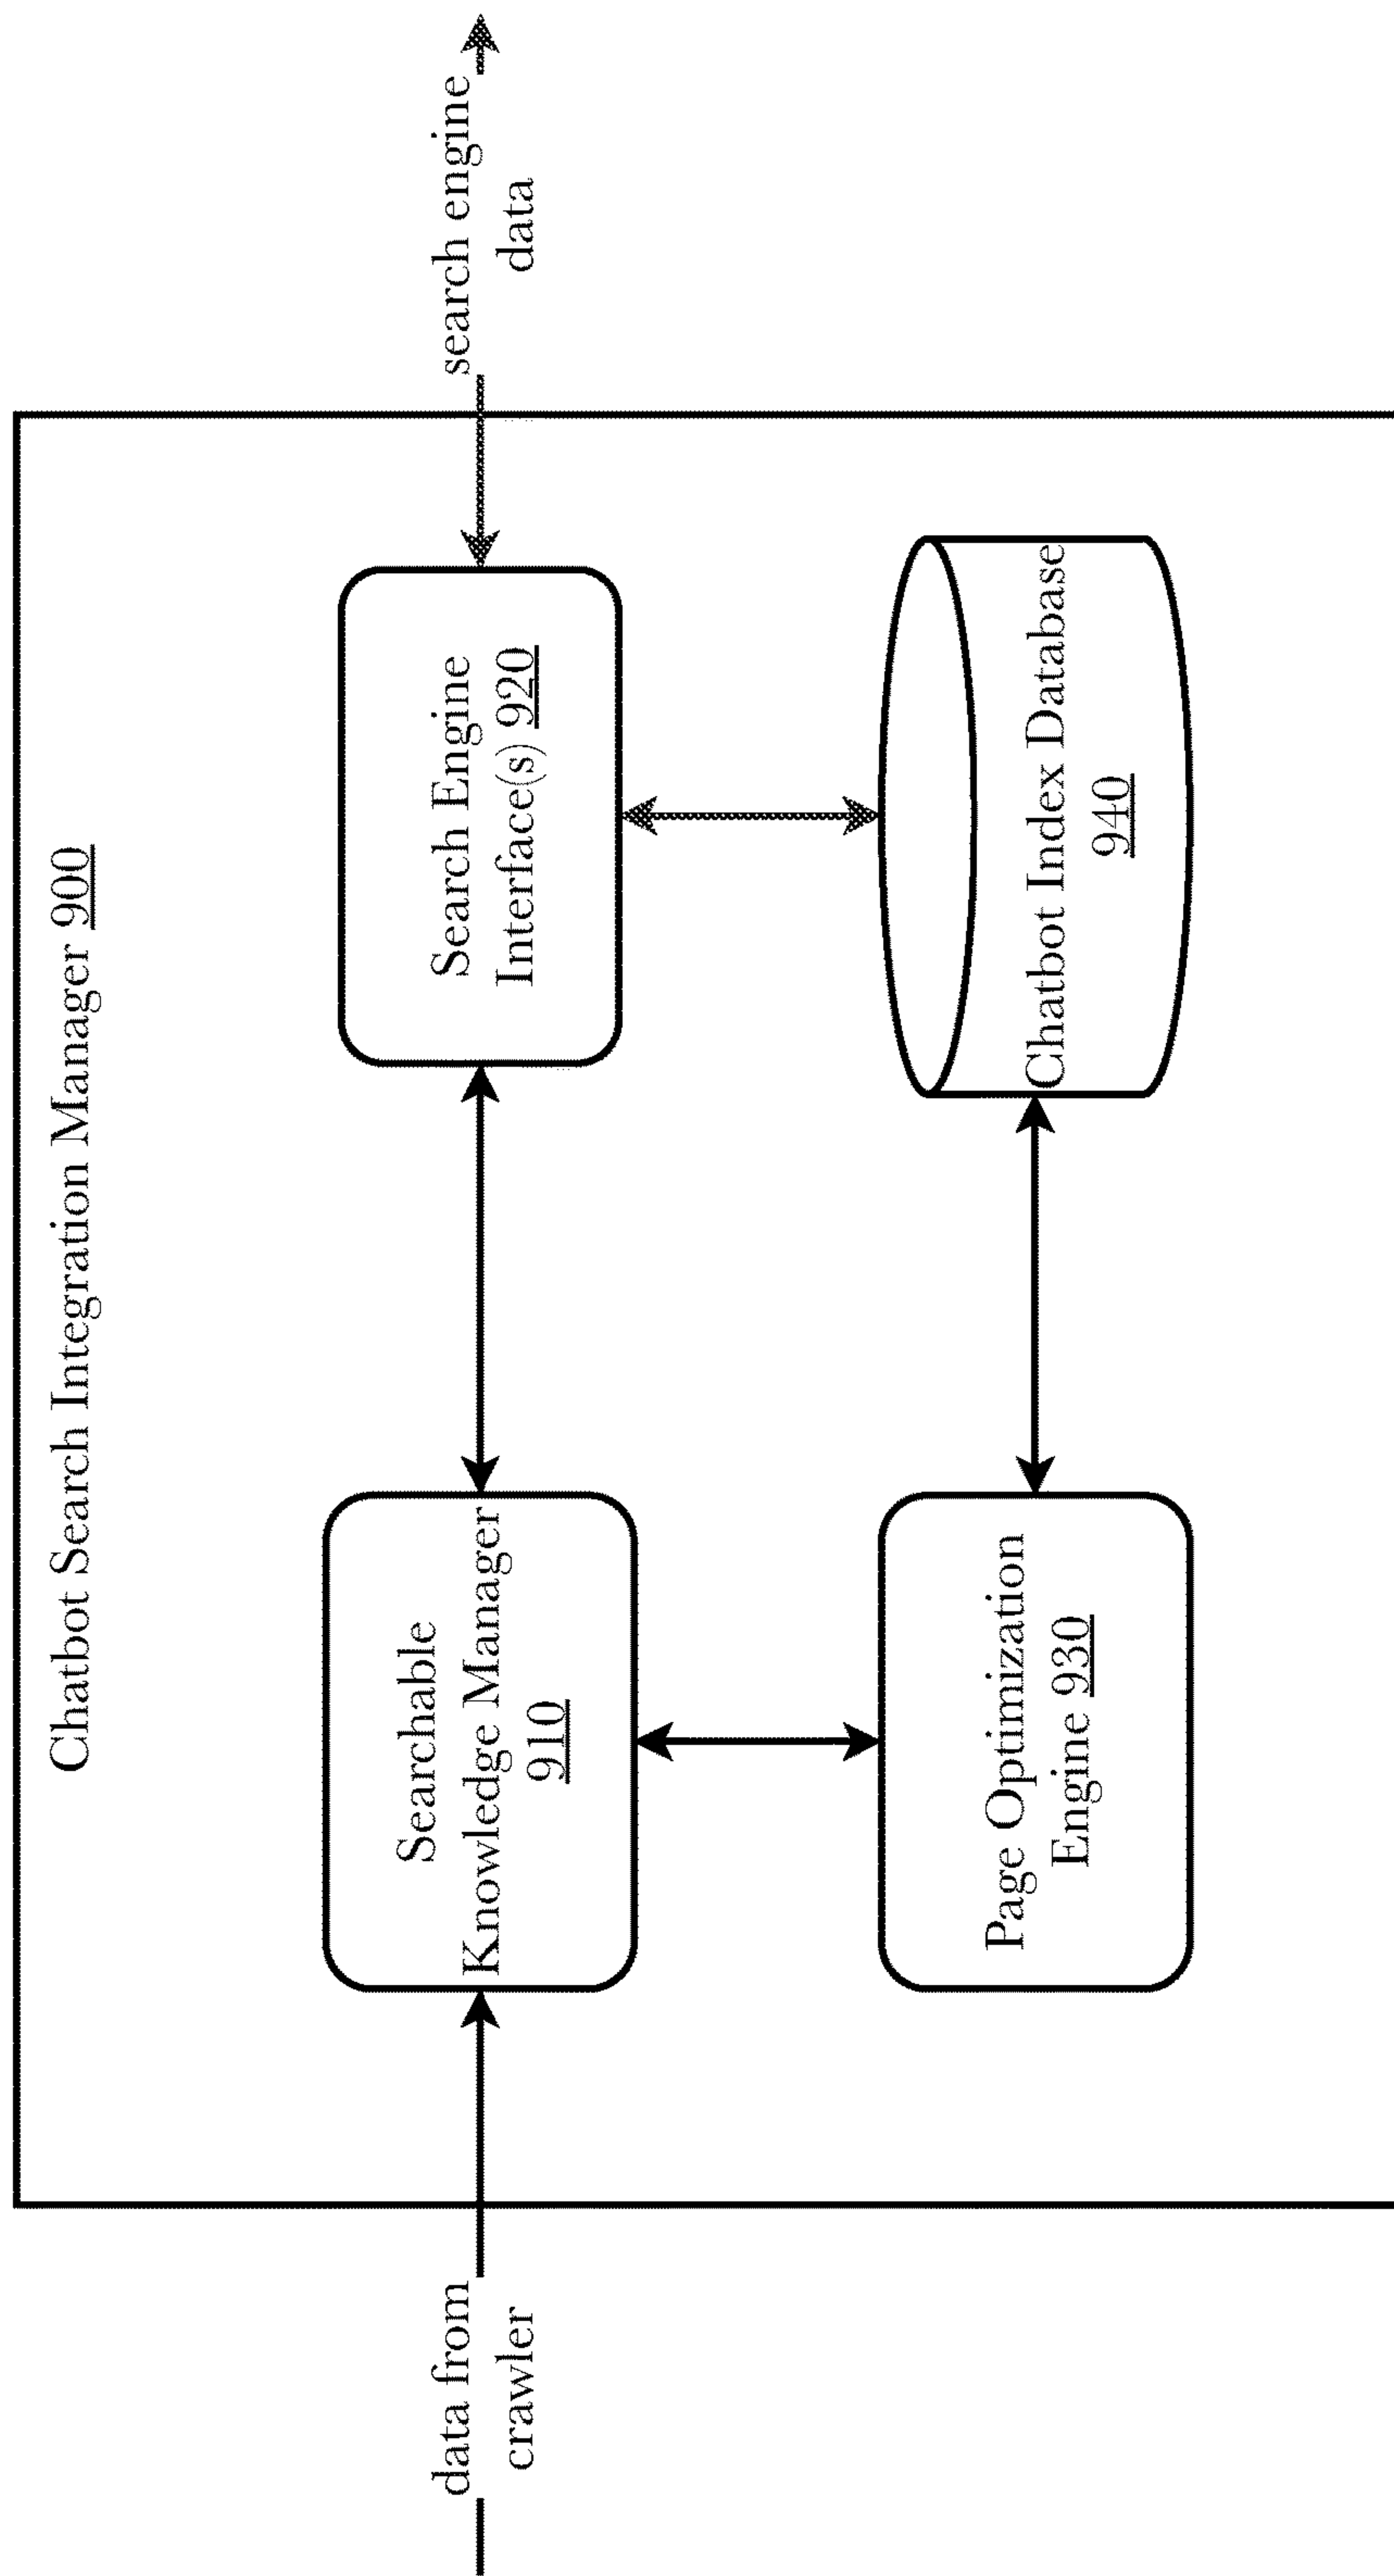 Chatbot Search Integration Manager 900
data from
crawler
Searchable
Knowledge Manager
910
Search Engine
Interface(s) 920
search engine
data
Page Optimization
Engine 930
Chatbot Index Database
940